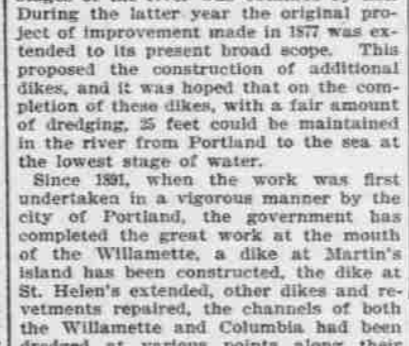 During the latter year the original pro-
ject of improvement made in 1877 was ex-
tended to its present broad scope. This
proposed the construction of additional
dikes, and it was hoped that on the com-
pletion of these dikes, with a fair amount
of dredging, 25 feet could be maintained
in the river from Portland to the sea at
the lowest stage of water.
Since 1891, when the work was first
undertaken in a vigorous manner by the
city of Portland, the government has
completed the great work at the mouth
of the Willamette, a dike at Martin's
island has been constructed, the dike at
St. Helen's extended, other dikes and re-
vetments repaired, the channels of both
the Willamette and Columbia had been
dredged at various points along their